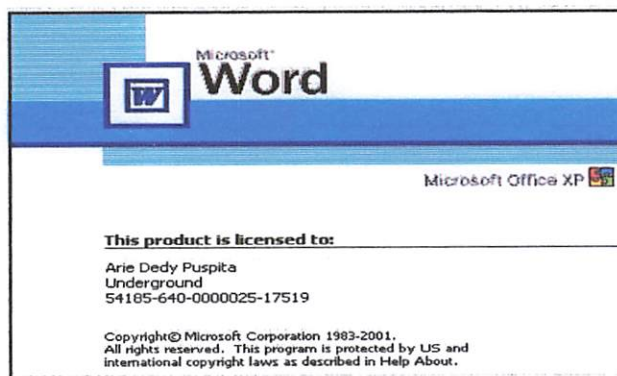 Microsoft
Word
Microsoft Office XP
This product is licensed to:
Arie Dedy Puspita
Underground
54185-640-0000025-17519
Copyright© Microsoft Corporation 1983-2001.
All rights reserved. This program is protected by US and
international copyright laws as described in Help About.